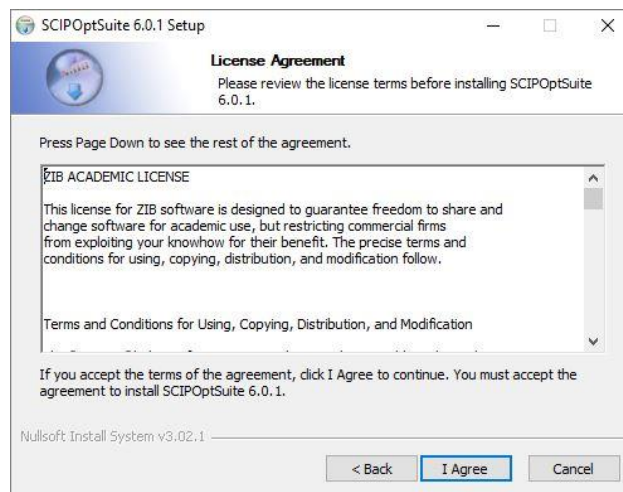 SCIPOptSuite 6.0.1 Setup
License Agreement
Please review the license terms before installing SCIPOptSuite
6.0.1.
Press Page Down to see the rest of the agreement.
ZIB ACADEMIC LICENSE
This license for ZIB software is designed to guarantee freedom to share and
change software for academic use, but restricting commercial firms
from exploiting your knowhow for their benefit. The precise terms and
conditions for using, copying, distribution, and modification follow.
Terms and Conditions for Using, Copying, Distribution, and Modification
If you accept the terms of the agreement, click I Agree to continue. You must accept the
agreement to install SCIPOptSuite 6.0.1.
Nullsoft Install System v3.02.1
< Back
I Agree
Cancel